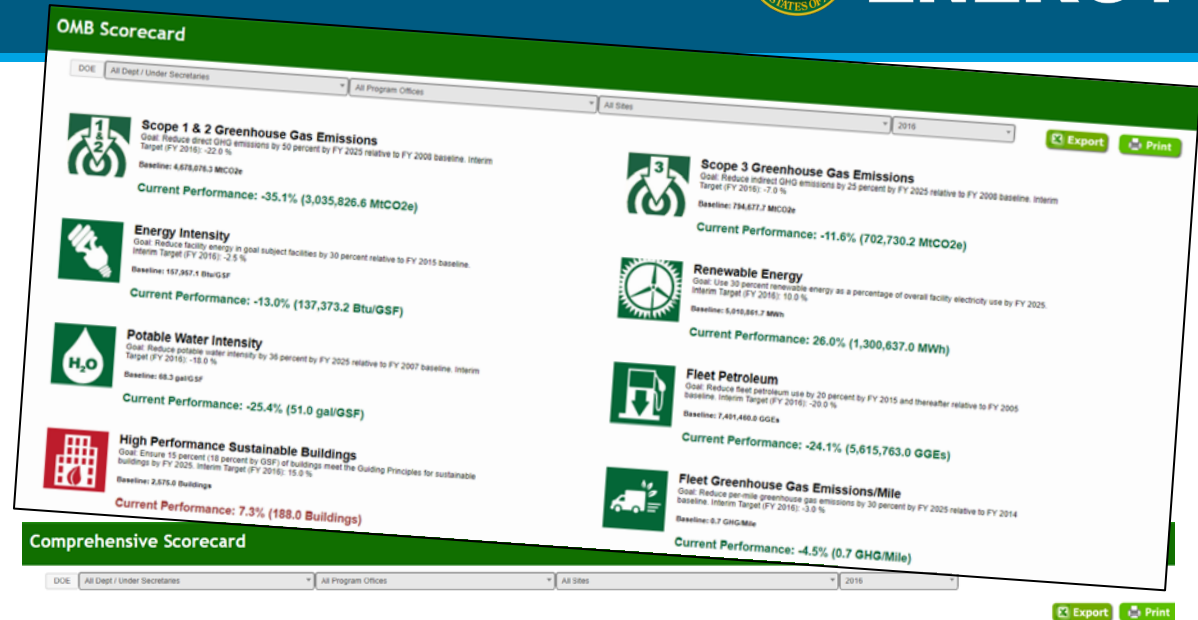 OMB Scorecard
DOE All Dept / Under Secretaries All Program Offices All Sites 2016
Export Print
1 & 2
Scope 1 & 2 Greenhouse Gas Emissions
Goal: Reduce direct GHG emissions by 50 percent by FY 2025 relative to FY 2008 baseline. Interim
Target (FY 2016): -22.0 %
Baseline: 4,678,076.3 MtCO2e
Current Performance: -35.1% (3,035,826.6 MtCO2e)
Energy Intensity
Goal: Reduce facility energy in goal subject facilities by 30 percent relative to FY 2015 baseline.
Interim Target (FY 2016): -2.5 %
Baseline: 157,957.1 Btu/GSF
Current Performance: -13.0% (137,373.2 Btu/GSF)
H2O
Potable Water Intensity
Goal: Reduce potable water intensity by 36 percent by FY 2025 relative to FY 2007 baseline. Interim
Target (FY 2016): -18.0 %
Baseline: 68.3 gal/GSF
Current Performance: -25.4% (51.0 gal/GSF)
High Performance Sustainable Buildings
Goal: Ensure 15 percent (18 percent by GSF) of buildings meet the Guiding Principles for sustainable
buildings by FY 2025. Interim Target (FY 2016): 15.0 %
Baseline: 2,575.0 Buildings
Current Performance: 7.3% (188.0 Buildings)
3
Scope 3 Greenhouse Gas Emissions
Goal: Reduce indirect GHG emissions by 25 percent by FY 2025 relative to FY 2008 baseline. Interim
Target (FY 2016): -7.0 %
Baseline: 794,677.7 MtCO2e
Current Performance: -11.6% (702,730.2 MtCO2e)
Renewable Energy
Goal: Use 30 percent renewable energy as a percentage of overall facility electricity use by FY 2025.
Interim Target (FY 2016): 10.0 %
Baseline: 5,010,861.7 MWh
Current Performance: 26.0% (1,300,637.0 MWh)
Fleet Petroleum
Goal: Reduce fleet petroleum use by 20 percent by FY 2015 and thereafter relative to FY 2005
baseline. Interim Target (FY 2016): -20.0 %
Baseline: 7,401,460.0 GGEs
Current Performance: -24.1% (5,615,763.0 GGEs)
Fleet Greenhouse Gas Emissions/Mile
Goal: Reduce per-mile greenhouse gas emissions by 30 percent by FY 2025 relative to FY 2014
baseline. Interim Target (FY 2016): -3.0 %
Baseline: 0.7 GHG/Mile
Current Performance: -4.5% (0.7 GHG/Mile)
Comprehensive Scorecard
DOE All Dept / Under Secretaries All Program Offices All Sites 2016
Export Print